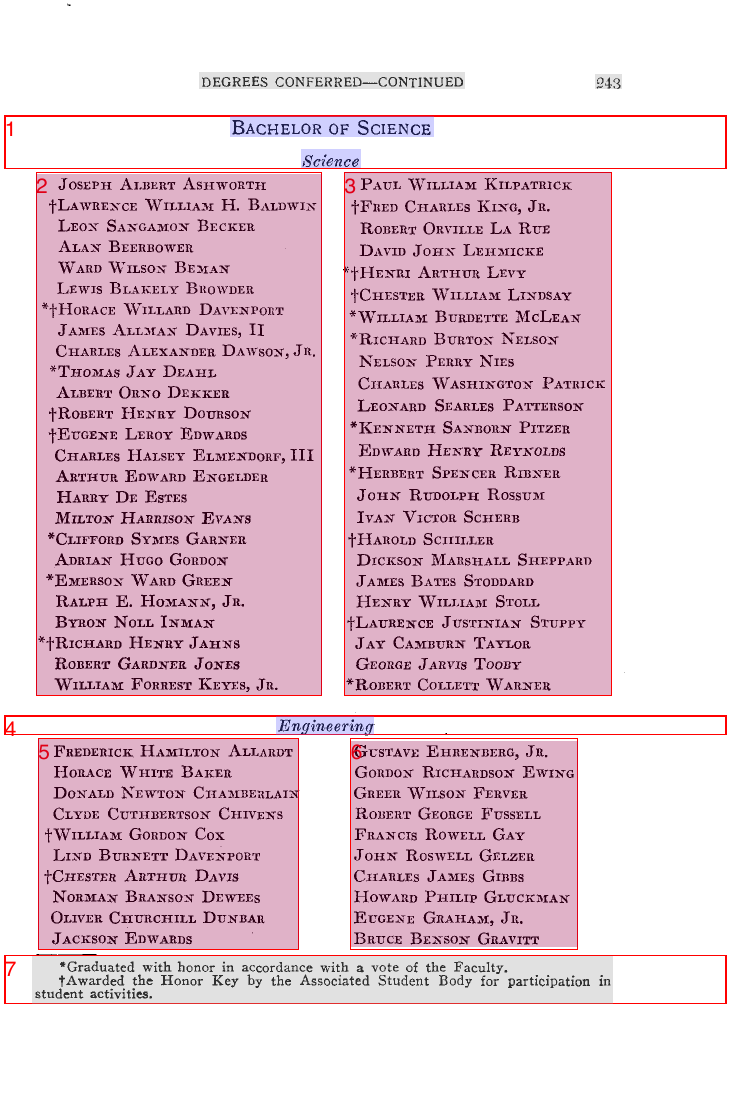 DEGREES CONFERRED—CONTINUED 243
1
BACHELOR OF SCIENCE
Science
2
JOSEPH ALBERT ASHWORTH
†LAWRENCE WILLIAM H. BALDWIN
LEON SANGAMON BECKER
ALAN BEERBOWER
WARD WILSON BEMAN
LEWIS BLAKELY BROWDER
*†HORACE WILLARD DAVENPORT
JAMES ALLMAN DAVIES, II
CHARLES ALEXANDER DAWSON, JR.
*THOMAS JAY DEAHL
ALBERT ORNO DEKKER
†ROBERT HENRY DOURSON
†EUGENE LEROY EDWARDS
CHARLES HALSEY ELMENDORF, III
ARTHUR EDWARD ENGELDER
HARRY DE ESTES
MILTON HARRISON EVANS
*CLIFFORD SYMES GARNER
ADRIAN HUGO GORDON
*EMERSON WARD GREEN
RALPH E. HOMANN, JR.
BYRON NOLL INMAN
*†RICHARD HENRY JAHNS
ROBERT GARDNER JONES
WILLIAM FORREST KEYES, JR.
3
PAUL WILLIAM KILPATRICK
†FRED CHARLES KING, JR.
ROBERT ORVILLE LA RUE
DAVID JOHN LEHMICKE
*†HENRI ARTHUR LEVY
†CHESTER WILLIAM LINDSAY
*WILLIAM BURDETTE MCLEAN
*RICHARD BURTON NELSON
NELSON PERRY NIES
CHARLES WASHINGTON PATRICK
LEONARD SEARLES PATTERSON
*KENNETH SANBORN PITZER
EDWARD HENRY REYNOLDS
*HERBERT SPENCER RIBNER
JOHN RUDOLPH ROSSUM
IVAN VICTOR SCHERB
†HAROLD SCHILLER
DICKSON MARSHALL SHEPPARD
JAMES BATES STODDARD
HENRY WILLIAM STOLL
†LAURENCE JUSTINIAN STUPPY
JAY CAMBURN TAYLOR
GEORGE JARVIS TOOBY
*ROBERT COLLETT WARNER
4
Engineering
5
FREDERICK HAMILTON ALLARDT
HORACE WHITE BAKER
DONALD NEWTON CHAMBERLAIN
CLYDE CUTHBERTSON CHIVENS
†WILLIAM GORDON COX
LIND BURNETT DAVENPORT
†CHESTER ARTHUR DAVIS
NORMAN BRANSON DEWEES
OLIVER CHURCHILL DUNBAR
JACKSON EDWARDS
6
GUSTAVE EHRENBERG, JR.
GORDON RICHARDSON EWING
GREER WILSON FERVER
ROBERT GEORGE FUSSELL
FRANCIS ROWELL GAY
JOHN ROSWELL GELZER
CHARLES JAMES GIBBS
HOWARD PHILIP GLUCKMAN
EUGENE GRAHAM, JR.
BRUCE BENSON GRAVITT
7
*Graduated with honor in accordance with a vote of the Faculty.
†Awarded the Honor Key by the Associated Student Body for participation in
student activities.